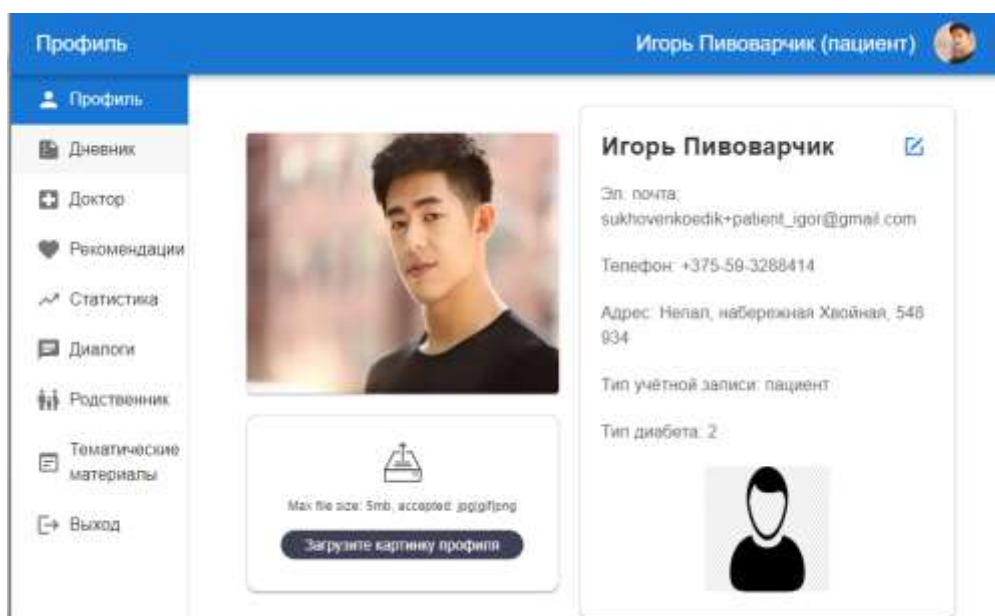 Профиль
Игорь Пивоварчик (пациент)
Профиль
Дневник
Доктор
Рекомендации
Статистика
Диалоги
Родственник
Тематические
материалы
Выход
Max file size: 5mb, accepted: jpg|gif|png
Загрузите картинку профиля
Игорь Пивоварчик
Эл. почта:
sukhovenkoedik+patient_igor@gmail.com
Телефон: +375-59-3288414
Адрес: Непал, набережная Хвойная, 548
934
Тип учётной записи: пациент
Тип диабета: 2